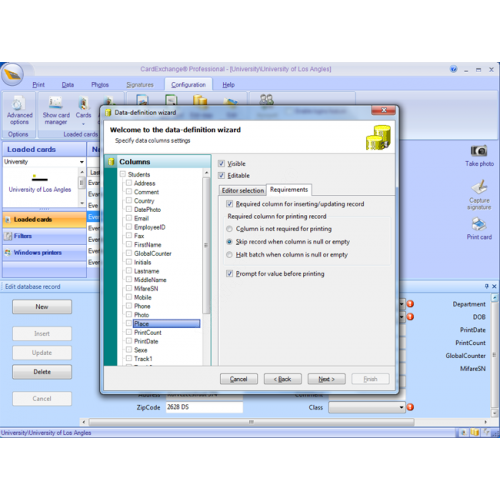 CardExchange® Professional - [University\University of Los Angles]
Print Data Photos Signatures Configuration Help
Advanced options
Show card manager
Cards
Options
Loaded cards
Loaded cards
University
University of Los Angles
Loaded cards
Filters
Windows printers
Take photo
Capture signature
Print card
Data-definition wizard
Welcome to the data-definition wizard
Specify data columns settings
Columns
Students
Address
Comment
Country
DatePhoto
Email
EmployeeID
Fax
FirstName
GlobalCounter
Initials
Lastname
MiddleName
MifareSN
Mobile
Phone
Photo
Place
PrintCount
PrintDate
Sexe
Track1
Visible
Editable
Editor selection Requirements
Required column for inserting/updating record
Required column for printing record
Column is not required for printing
Skip record when column is null or empty
Halt batch when column is null or empty
Prompt for value before printing
Cancel < Back Next > Finish
Edit database record
New
Insert
Update
Delete
Cancel
Department
DOB
PrintDate
PrintCount
GlobalCounter
MifareSN
ZipCode 2628 DS
Class
University\University of Los Angles